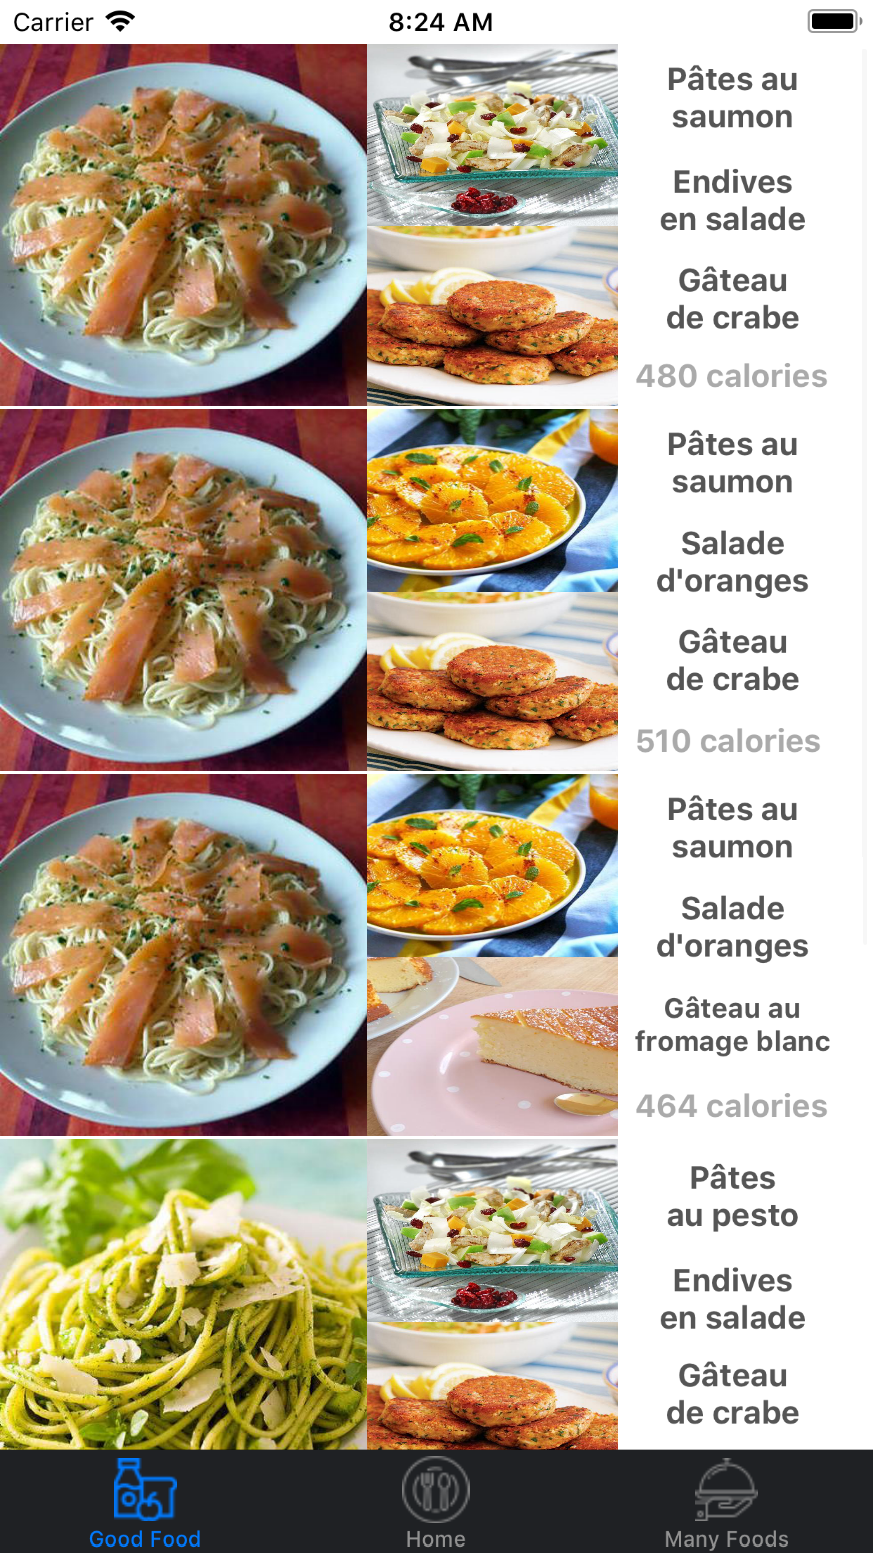 Carrier 8:24 AM
Pâtes au
saumon
Endives
en salade
Gâteau
de crabe
480 calories
Pâtes au
saumon
Salade
d'oranges
Gâteau
de crabe
510 calories
Pâtes au
saumon
Salade
d'oranges
Gâteau au
fromage blanc
464 calories
Pâtes
au pesto
Endives
en salade
Gâteau
de crabe
Good Food Home Many Foods